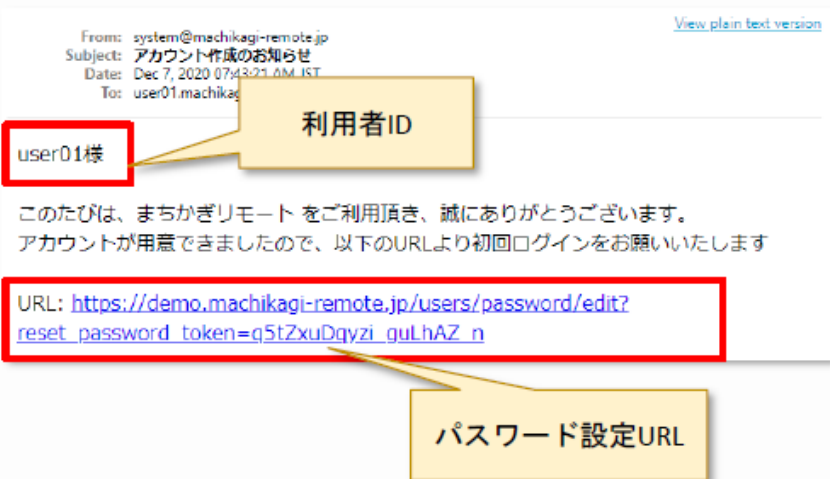 View plain text version
From: system@machikagi-remote.jp
Subject: アカウント作成のお知らせ
Date: Dec 7, 2020 07:43:21 AM JST
To: user01.machikag
利用者ID
user01様
このたびは、まちかぎリモート をご利用頂き、誠にありがとうございます。
アカウントが用意できましたので、以下のURLより初回ログインをお願いいたします
URL: https://demo.machikagi-remote.jp/users/password/edit?
reset_password_token=q5tZxuDqyzi_guLhAZ_n
パスワード設定URL